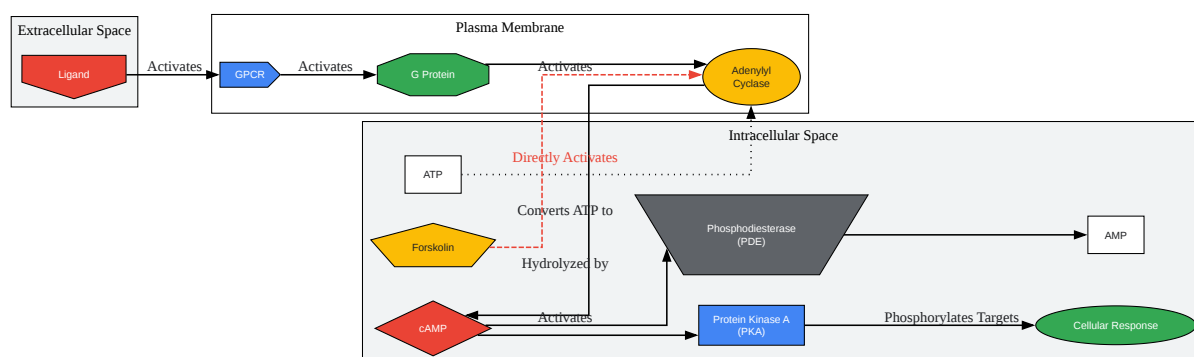 Extracellular Space
Plasma Membrane
Ligand
Activates
GPCR
Activates
G Protein
Activates
Adenylyl
Cyclase
Intracellular Space
Directly Activates
ATP
Converts ATP to
Phosphodiesterase
(PDE)
AMP
Forskolin
Hydrolyzed by
cAMP
Activates
Protein Kinase A
(PKA)
Phosphorylates Targets
Cellular Response